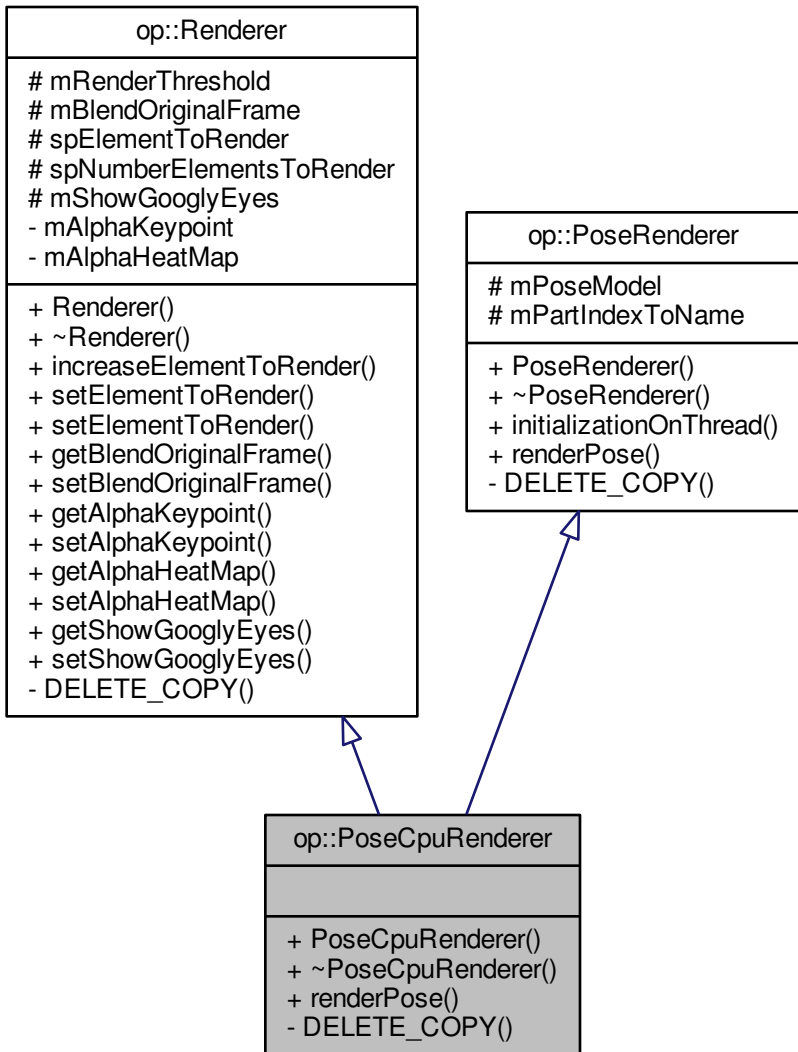 op::Renderer
# mRenderThreshold
# mBlendOriginalFrame
# spElementToRender
# spNumberElementsToRender
# mShowGooglyEyes
- mAlphaKeypoint
- mAlphaHeatMap
+ Renderer()
+ ~Renderer()
+ increaseElementToRender()
+ setElementToRender()
+ setElementToRender()
+ getBlendOriginalFrame()
+ setBlendOriginalFrame()
+ getAlphaKeypoint()
+ setAlphaKeypoint()
+ getAlphaHeatMap()
+ setAlphaHeatMap()
+ getShowGooglyEyes()
+ setShowGooglyEyes()
- DELETE_COPY()
op::PoseRenderer
# mPoseModel
# mPartIndexToName
+ PoseRenderer()
+ ~PoseRenderer()
+ initializationOnThread()
+ renderPose()
- DELETE_COPY()
op::PoseCpuRenderer
+ PoseCpuRenderer()
+ ~PoseCpuRenderer()
+ renderPose()
- DELETE_COPY()